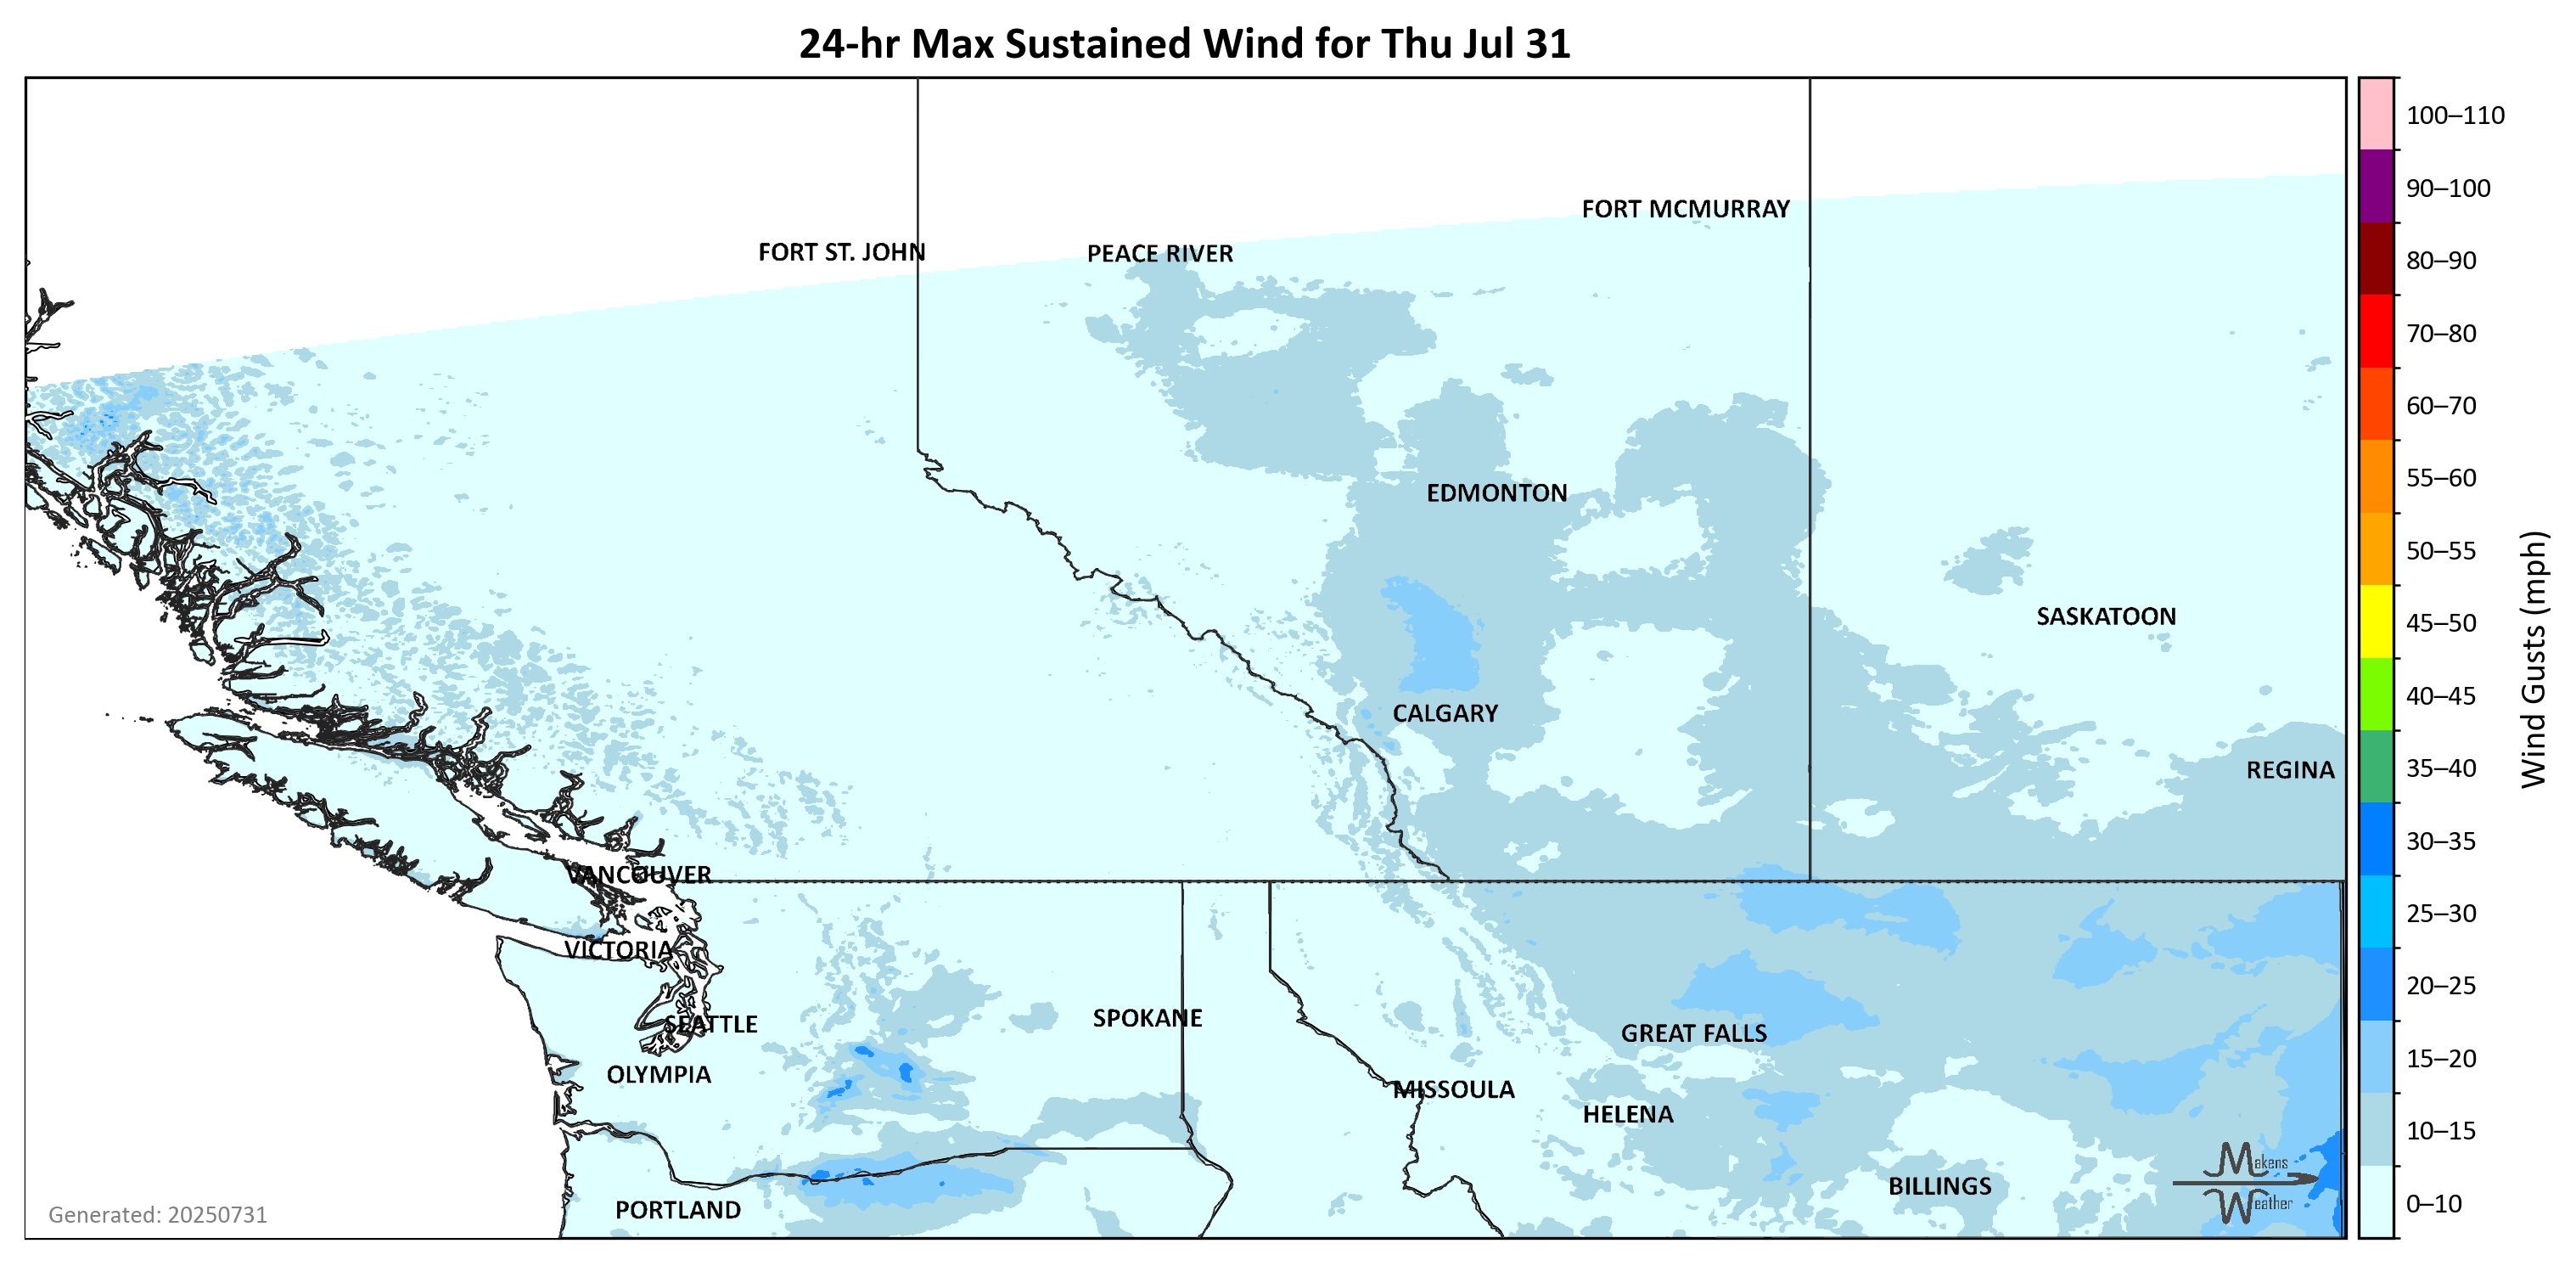 24-hr Max Sustained Wind for Thu Jul 31
100–110
FORT MCMURRAY
90–100
FORT ST. JOHN
PEACE RIVER
80–90
70–80
60–70
EDMONTON
55–60
50–55
SASKATOON
45–50
Wind Gusts (mph)
CALGARY
40–45
REGINA
35–40
30–35
VANCOUVER
25–30
VICTORIA
20–25
SPOKANE
SEATTLE
GREAT FALLS
15–20
OLYMPIA
MISSOULA
HELENA
10–15
Makens
Weather
BILLINGS
PORTLAND
0–10
Generated: 20250731